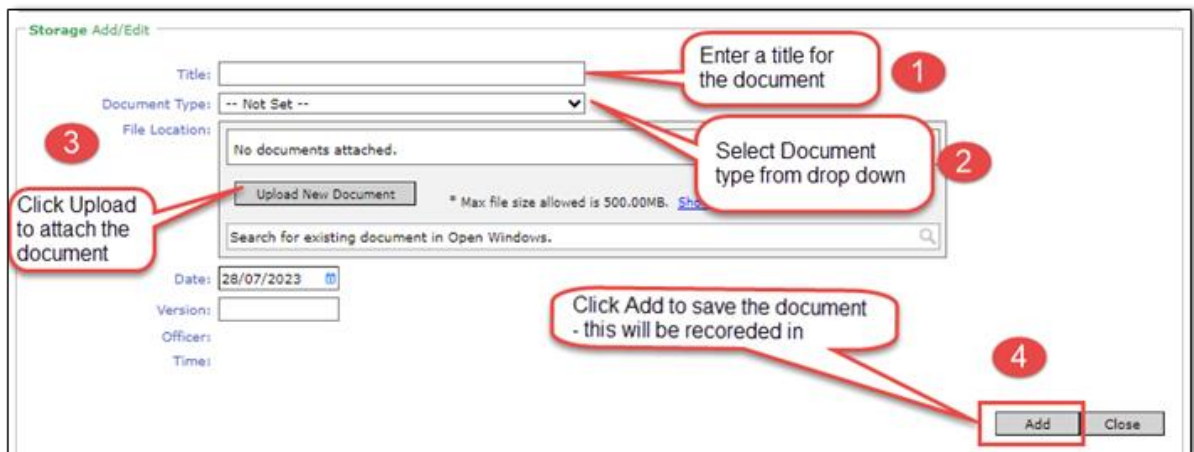 Storage Add/Edit
Title:
Enter a title for
the document
1
Document Type: -- Not Set --
File Location:
3
No documents attached.
Select Document
type from drop down
2
Click Upload
to attach the
document
Upload New Document
* Max file size allowed is 500.00MB.
Search for existing document in Open Windows.
Date: 28/07/2023
Version:
Officer:
Time:
Click Add to save the document
- this will be recoreded in
4
Add Close